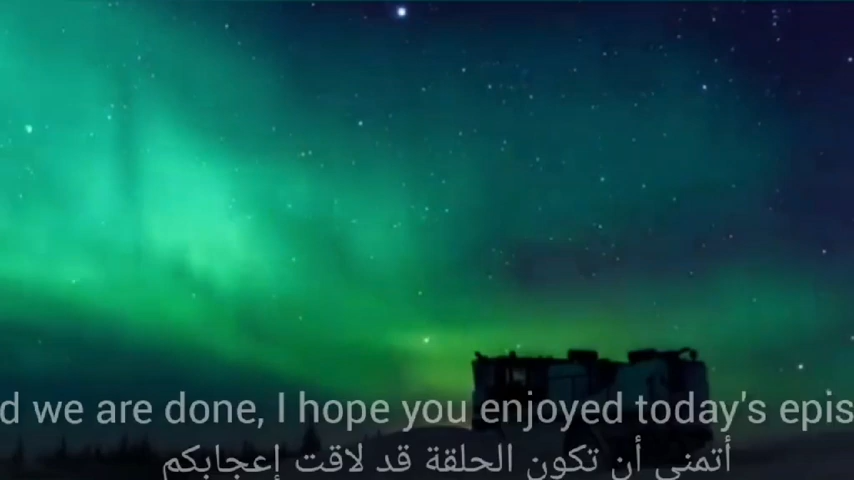 d we are done, I hope you enjoyed today's epis
أتمنى أن تكون الحلقة قد لاقت إعجابكم